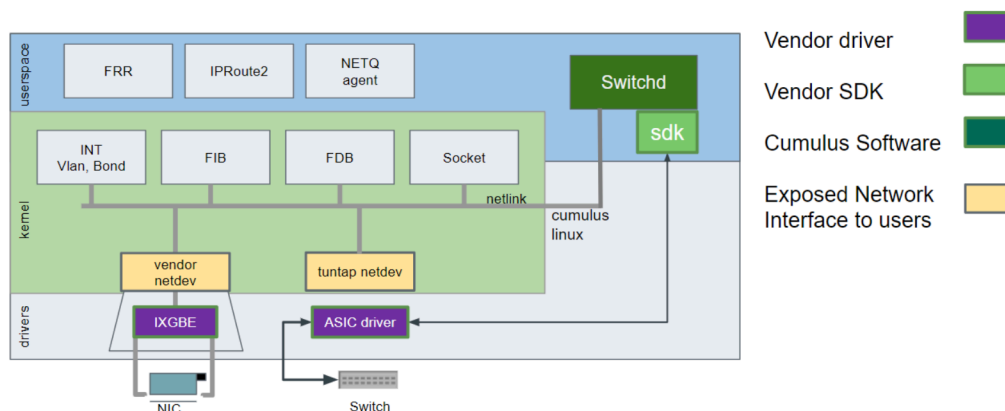 userspace
FRR
IPRoute2
NETQ
agent
Switchd
sdk
kernel
INT
Vlan, Bond
FIB
FDB
Socket
netlink
cumulus
linux
vendor
netdev
tuntap netdev
drivers
IXGBE
ASIC driver
NIC
Switch
Vendor driver
Vendor SDK
Cumulus Software
Exposed Network
Interface to users